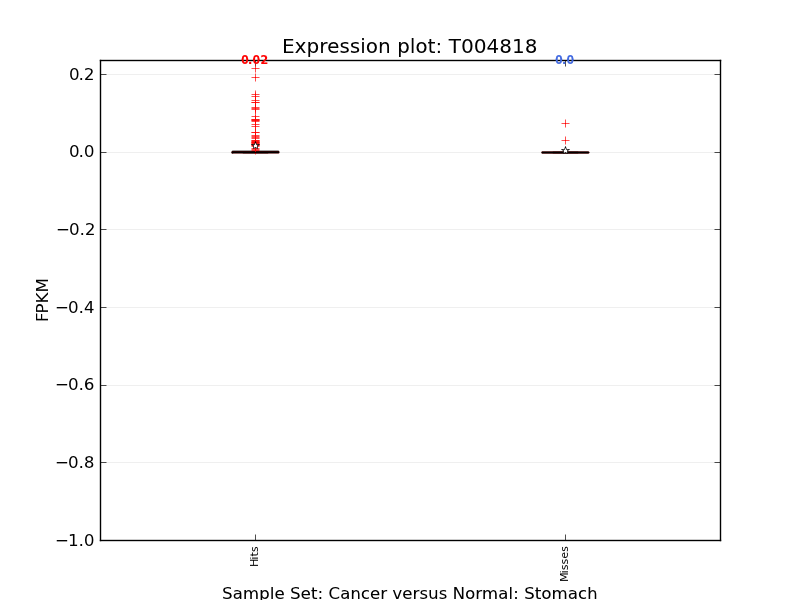 Expression plot: T004818
0.02
0.0
0.2
0.0
−0.2
−0.4
−0.6
−0.8
−1.0
FPKM
Hits
Misses
Sample Set: Cancer versus Normal: Stomach